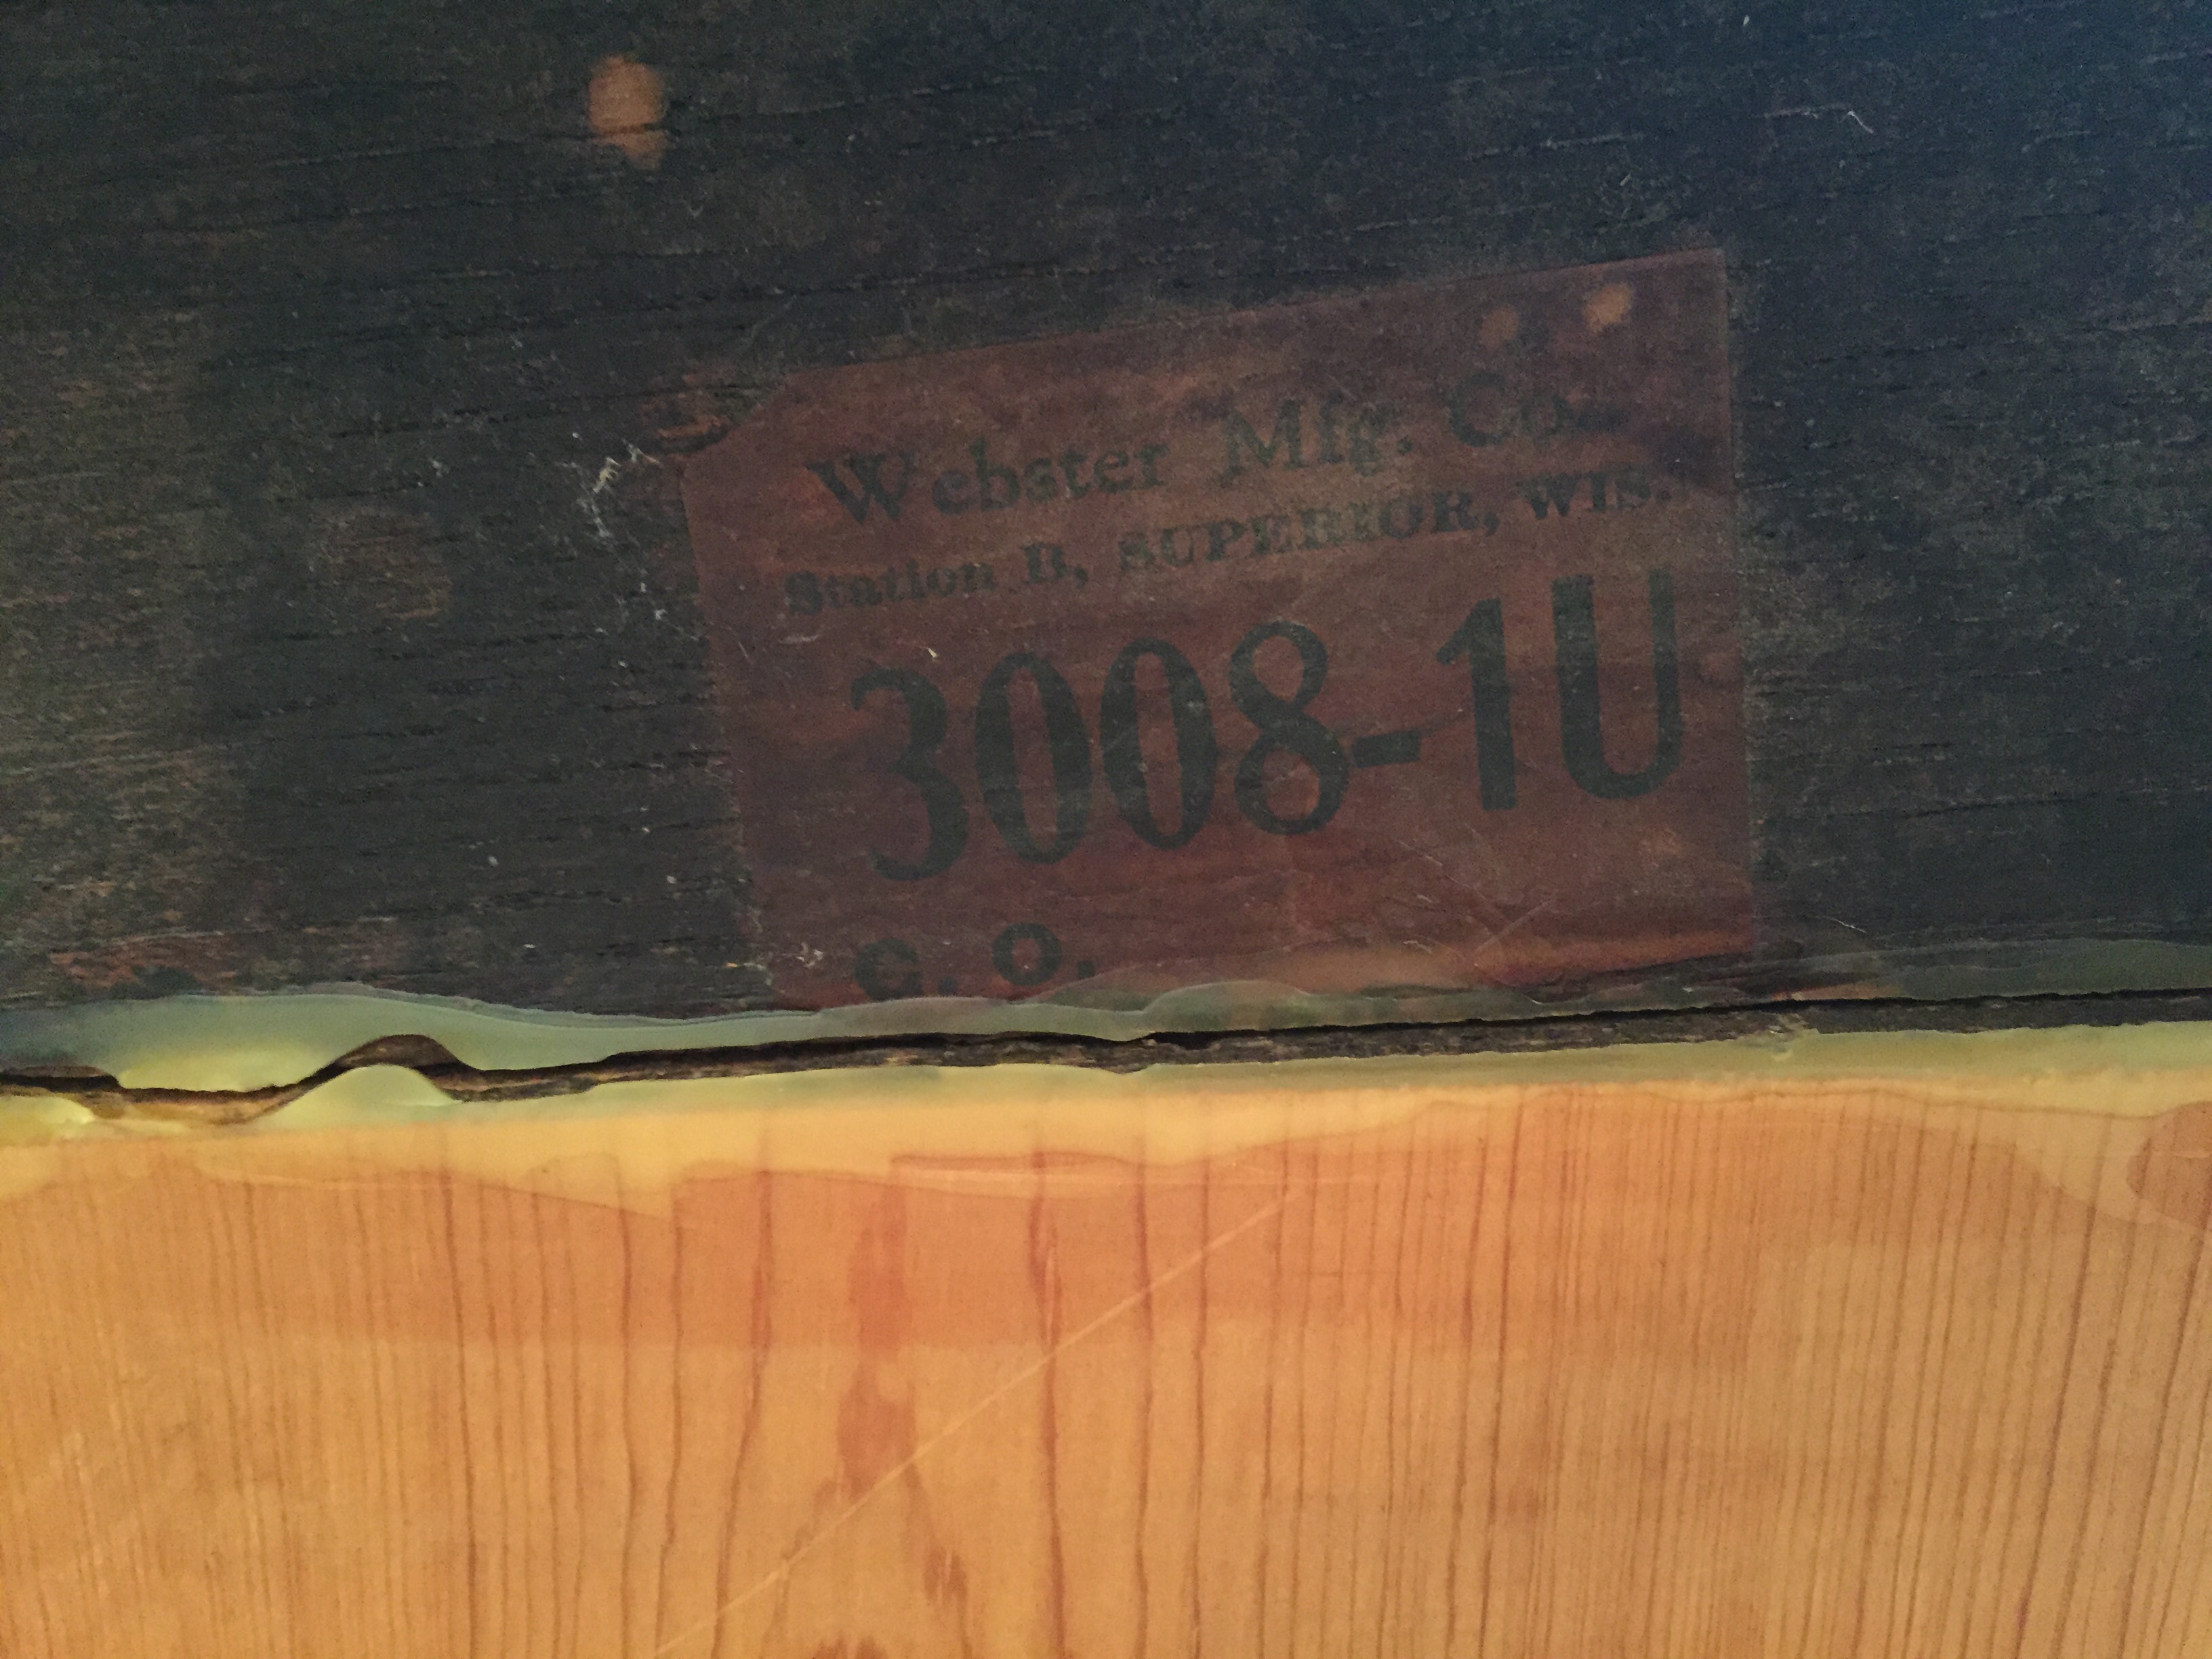 Webster Mfg. Co.
Station B, SUPERIOR, WIS.
3008-1U
C. O.